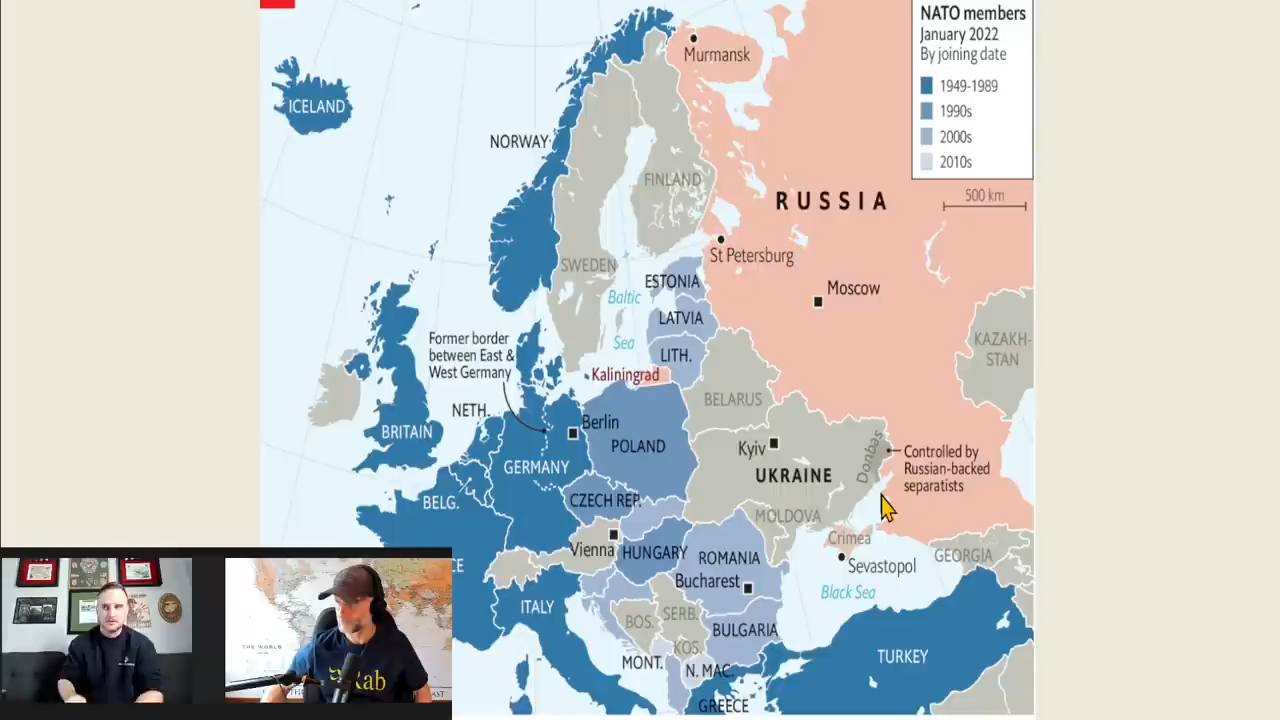 NATO members
January 2022
By joining date
1949-1989
1990s
2000s
2010s
500 km
Murmansk
ICELAND
NORWAY
FINLAND
RUSSIA
SWEDEN
St Petersburg
ESTONIA
Baltic
Sea
Moscow
LATVIA
LITH.
Former border
between East &
West Germany
Kaliningrad
KAZAKH-
STAN
BELARUS
NETH.
Berlin
BRITAIN
POLAND
Kyiv
Donbas
Controlled by
Russian-backed
separatists
GERMANY
UKRAINE
BELG.
CZECH REP.
MOLDOVA
Crimea
Vienna
HUNGARY
ROMANIA
GEORGIA
Sevastopol
CE
Bucharest
Black Sea
ITALY
BOS.
SERB.
BULGARIA
KOS.
MONT.
N. MAC.
TURKEY
GREECE
THE WORLD